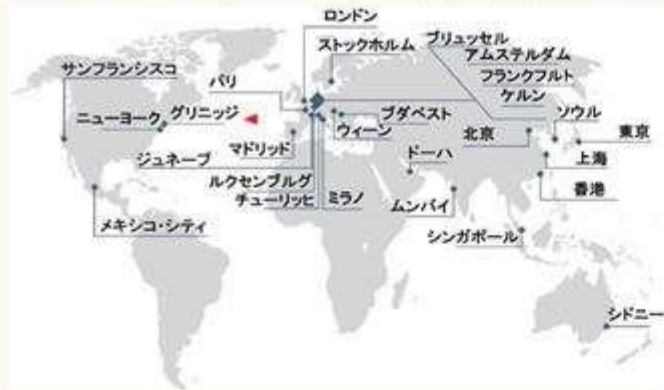 ロンドン
ストックホルム
ブリュッセル
アムステルダム
フランクフルト
ケルン
サンフランシスコ
パリ
ニューヨーク
グリニッジ
ブダペスト
ソウル
ウィーン
北京
東京
マドリッド
ジュネーブ
ドーハ
上海
ルクセンブルグ
チューリッヒ
ミラノ
ムンバイ
香港
メキシコ・シティ
シンガポール
シドニー